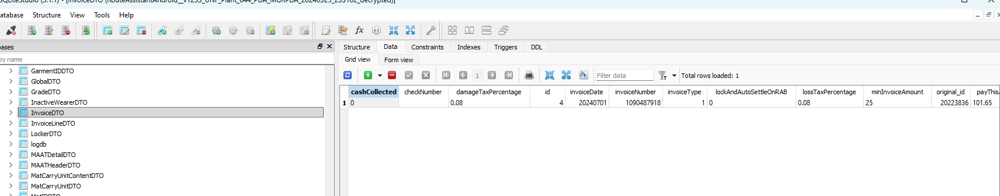 SQLiteStudio (3.1.1) - [InvoiceDTO (RouteAssistantAndroid__V1233_UNF_Plant_044_PDA_MGRPDA_20240325_233102_decrypted)]
atabase Structure View Tools Help
ases
by name
GarmentIDDTO
GlobalDTO
GradeDTO
InactiveWearerDTO
InvoiceDTO
InvoiceLineDTO
LockerDTO
logdb
MAATDetailDTO
MAATHeaderDTO
MatCarryUnitContentDTO
MatCarryUnitDTO
MatIDDTO
Structure Data Constraints Indexes Triggers DDL
Grid view Form view
1 Filter data Total rows loaded: 1
cashCollected checkNumber damageTaxPercentage id invoiceDate invoiceNumber invoiceType lockAndAutoSettleOnRAB lossTaxPercentage minInvoiceAmount original_id payThis
1 0 0.08 4 20240701 1090487918 1 0 0.08 25 20223836 101.65